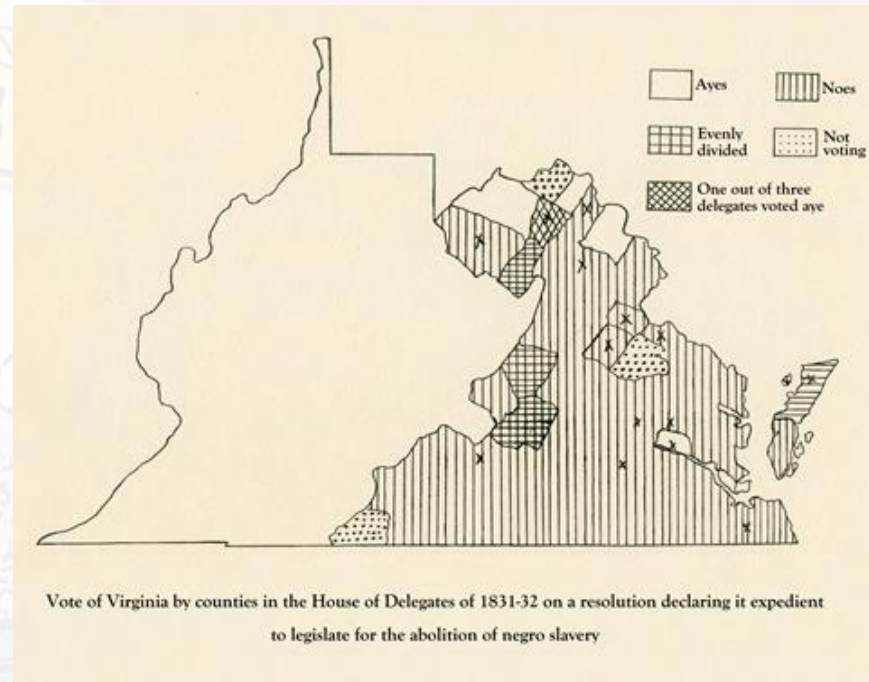 Ayes
Noes
Evenly
divided
Not
voting
One out of three
delegates voted aye
Vote of Virginia by counties in the House of Delegates of 1831-32 on a resolution declaring it expedient
to legislate for the abolition of negro slavery